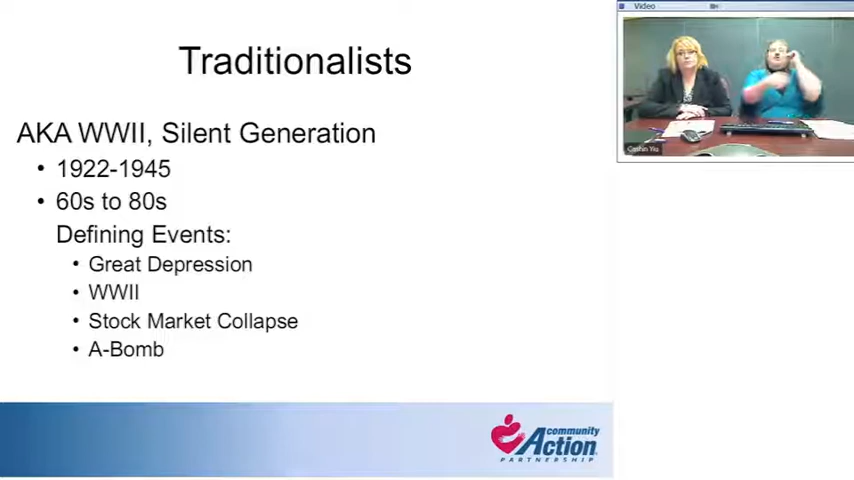 Video
Traditionalists
AKA WWII, Silent Generation
• 1922-1945
• 60s to 80s
Defining Events:
• Great Depression
• WWII
• Stock Market Collapse
• A-Bomb
community
Action
PARTNERSHIP